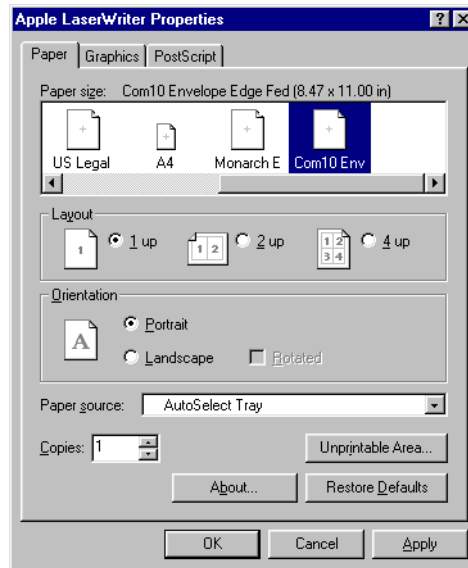 Apple LaserWriter Properties
Paper Graphics PostScript
Paper size: Com10 Envelope Edge Fed (8.47 x 11.00 in)
US Legal A4 Monarch E Com10 Env
Layout
1 1 up 1 2 2 up 1 2 3 4 4 up
Orientation
A Portrait
Landscape Rotated
Paper source: AutoSelect Tray
Copies: 1 Unprintable Area...
About... Restore Defaults
OK Cancel Apply